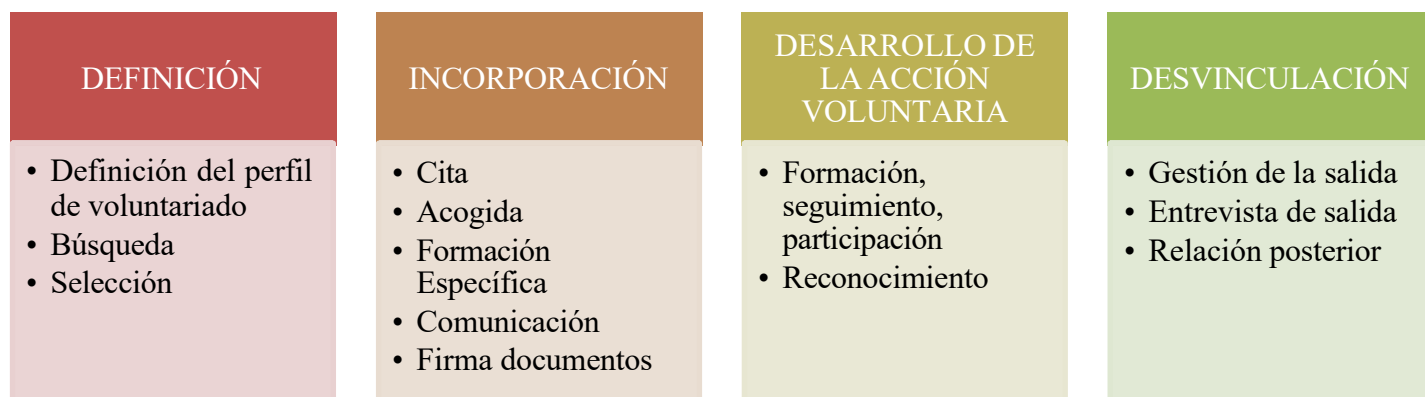 DEFINICIÓN
• Definición del perfil
de voluntariado
• Búsqueda
• Selección
INCORPORACIÓN
• Cita
• Acogida
• Formación
Específica
• Comunicación
• Firma documentos
DESARROLLO DE
LA ACCIÓN
VOLUNTARIA
• Formación,
seguimiento,
participación
• Reconocimiento
DESVINCULACIÓN
• Gestión de la salida
• Entrevista de salida
• Relación posterior